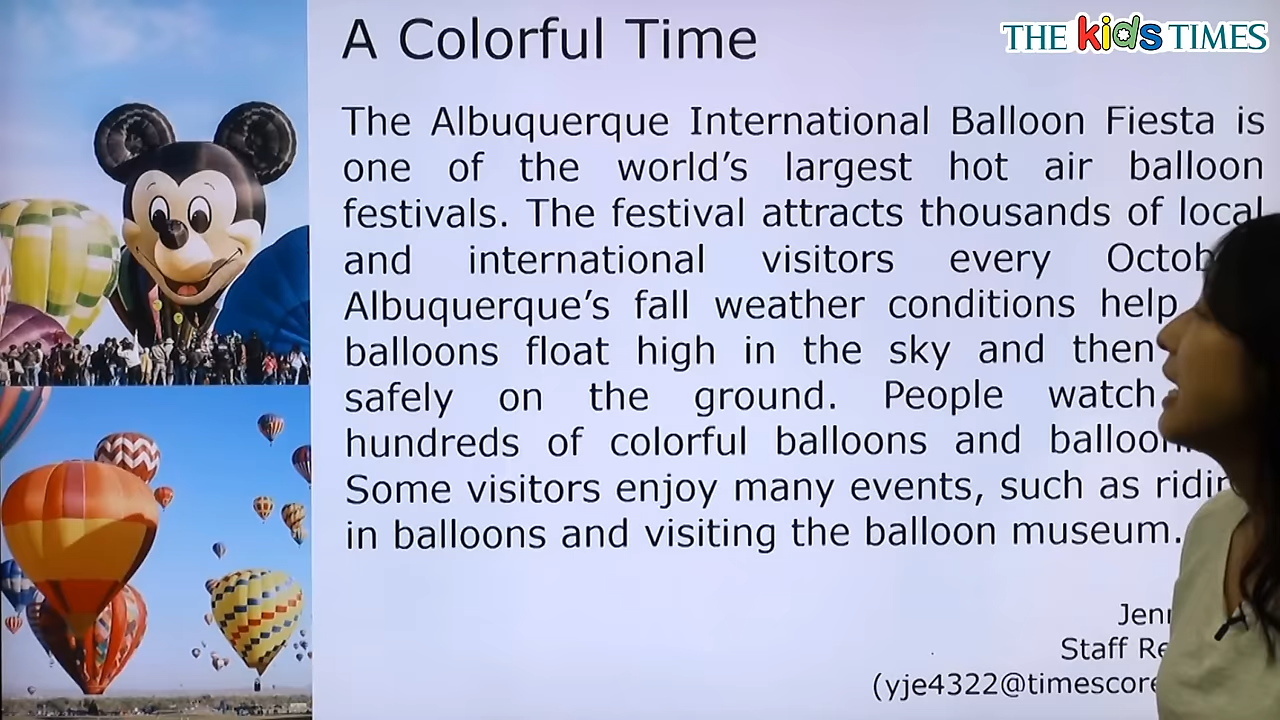 A Colorful Time
THE kids TIMES
The Albuquerque International Balloon Fiesta is
one of the world's largest hot air balloon
festivals. The festival attracts thousands of local
and international visitors every
Albuquerque's fall weather conditions help
balloons float high in the sky and then
safely on the ground. People watch
hundreds of colorful balloons and
Some visitors enjoy many events, such as
in balloons and visiting the balloon museum.
Staff